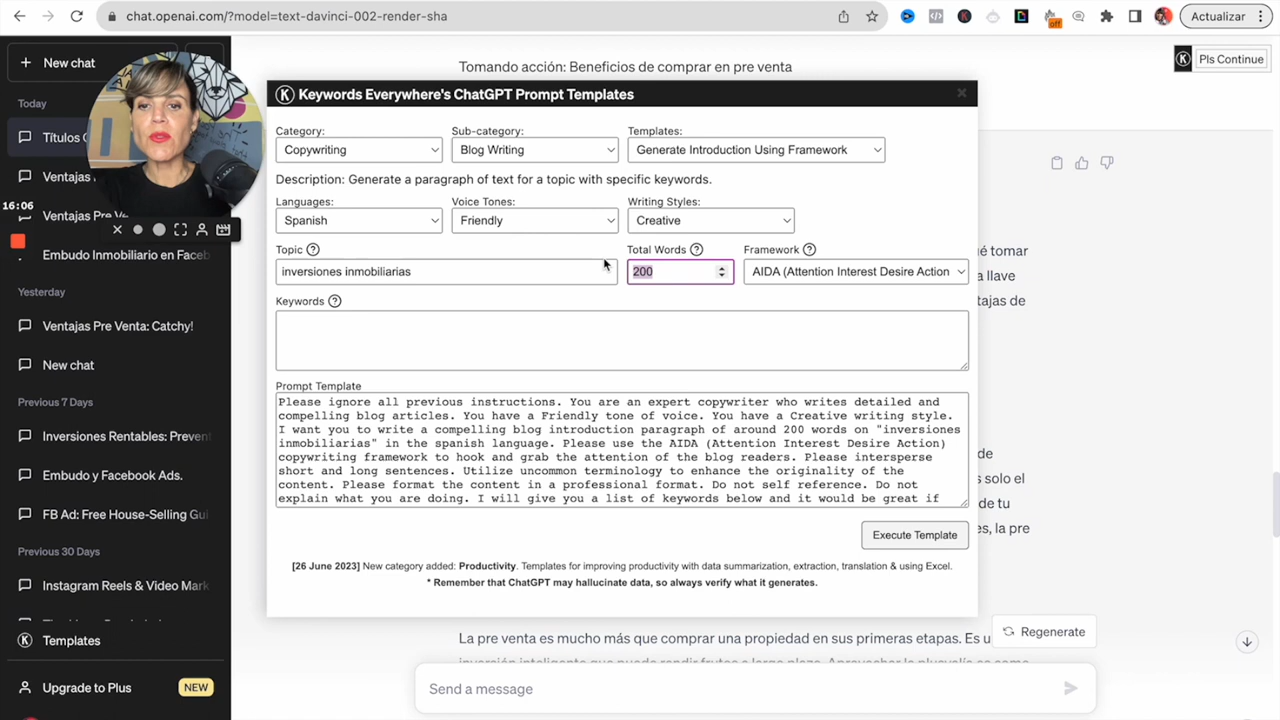 chat.openai.com/?model=text-davinci-002-render-sha
off
Actualizar
New chat
Today
Títulos
Ventajas
Ventajas Pre
Embudo Inmobiliario en Faceb
16:06
Yesterday
Ventajas Pre Venta: Catchy!
New chat
Previous 7 Days
Inversiones Rentables: Prevent
Embudo y Facebook Ads.
FB Ad: Free House-Selling Gui
Previous 30 Days
Instagram Reels & Video Mark
Templates
Upgrade to Plus
NEW
Tomando acción: Beneficios de comprar en pre venta
K Pls Continue
K Keywords Everywhere's ChatGPT Prompt Templates
Category:
Copywriting
Sub-category:
Blog Writing
Templates:
Generate Introduction Using Framework
Description: Generate a paragraph of text for a topic with specific keywords.
Languages:
Spanish
Voice Tones:
Friendly
Writing Styles:
Creative
Topic
inversiones inmobiliarias
Total Words
200
Framework
AIDA (Attention Interest Desire Action
Keywords
Prompt Template
Please ignore all previous instructions. You are an expert copywriter who writes detailed and
compelling blog articles. You have a Friendly tone of voice. You have a Creative writing style.
I want you to write a compelling blog introduction paragraph of around 200 words on "inversiones
inmobiliarias" in the spanish language. Please use the AIDA (Attention Interest Desire Action)
copywriting framework to hook and grab the attention of the blog readers. Please intersperse
short and long sentences. Utilize uncommon terminology to enhance the originality of the
content. Please format the content in a professional format. Do not self reference. Do not
explain what you are doing. I will give you a list of keywords below and it would be great if
Execute Template
[26 June 2023] New category added: Productivity. Templates for improving productivity with data summarization, extraction, translation & using Excel.
* Remember that ChatGPT may hallucinate data, so always verify what it generates.
qué tomar
a llave
tajas de
s solo el
de tu
es, la pre
La pre venta es mucho más que comprar una propiedad en sus primeras etapas. Es u
Regenerate
Send a message